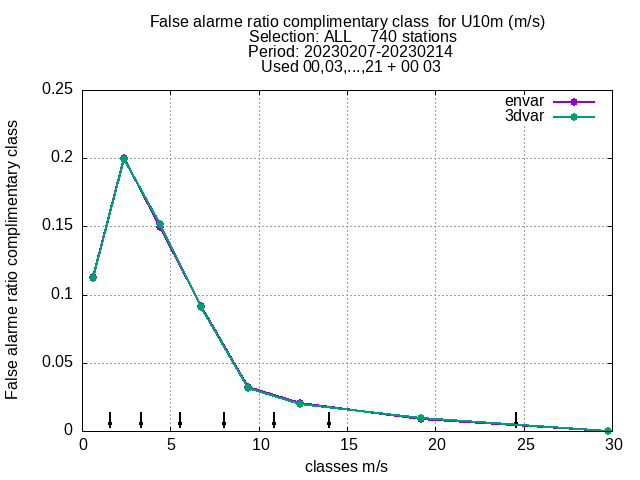 False alarme ratio complimentary class  for U10m (m/s)
Selection: ALL    740 stations
Period: 20230207-20230214
Used 00,03,...,21 + 00 03
envar
3dvar
False alarme ratio complimentary class
0.25
0.2
0.15
0.1
0.05
0
0 5 10 15 20 25 30
classes m/s